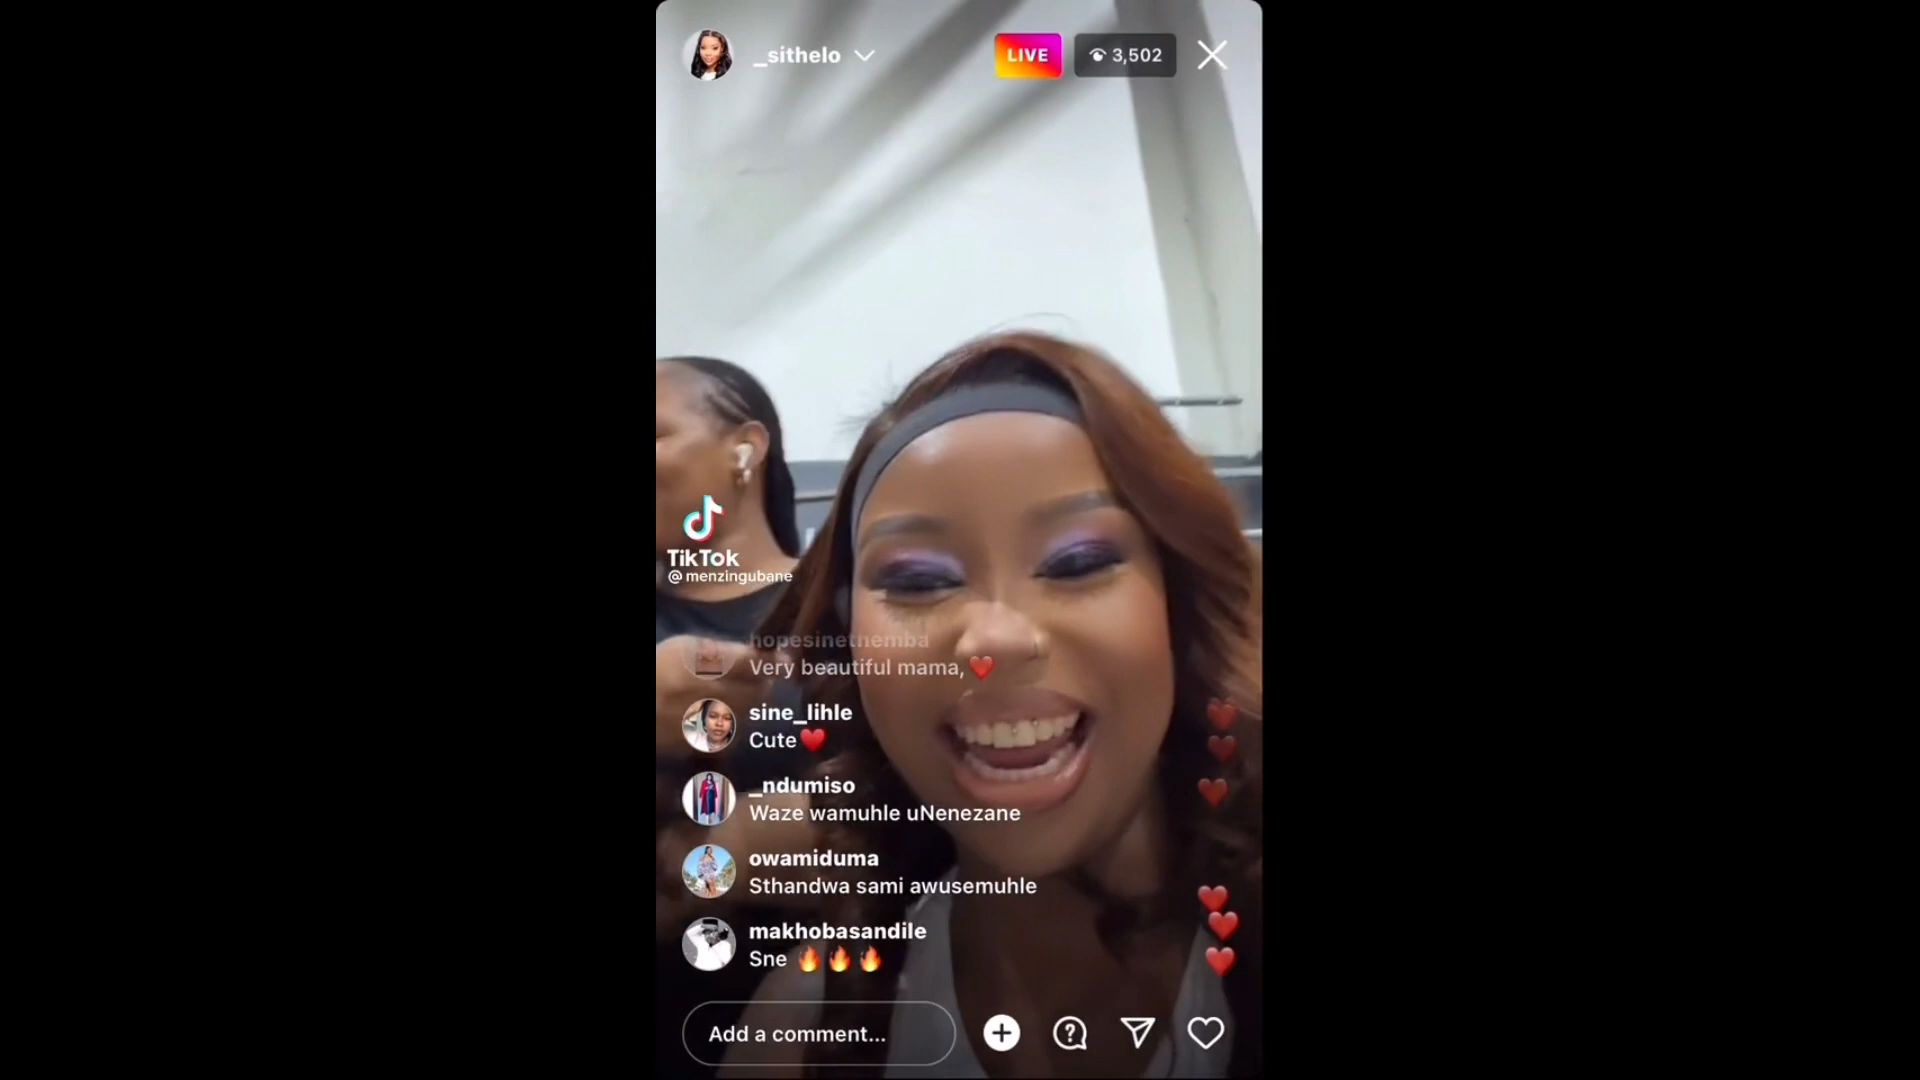 _sithelo
LIVE
3,502
TikTok
@menzingubane
hopesinethemba
Very beautiful mama,❤️
sine_lihle
Cute❤️
_ndumiso
Waze wamuhle uNenezane
owamiduma
Sthandwa sami awusemuhle
makhobasandile
Sne 🔥🔥🔥
Add a comment...